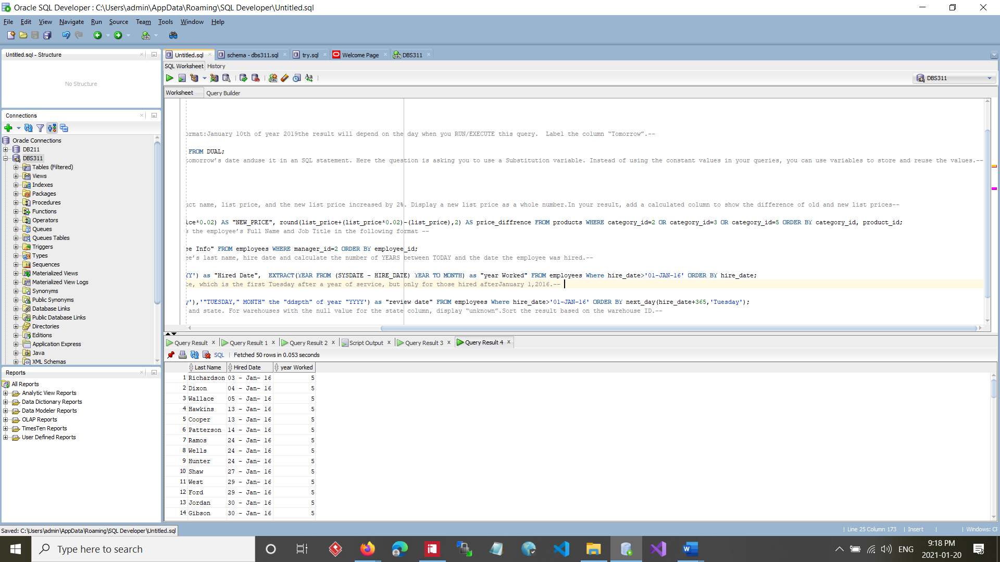 Oracle SQL Developer : C:\Users\admin\AppData\Roaming\SQL Developer\Untitled.sql
File Edit View Navigate Run Source Team Tools Window Help
Untitled.sql - Structure
No Structure
Connections
Oracle Connections
DB211
DBS311
Tables (Filtered)
Views
Indexes
Packages
Procedures
Functions
Operators
Queues
Queues Tables
Triggers
Types
Sequences
Materialized Views
Materialized View Logs
Synonyms
Public Synonyms
Database Links
Public Database Links
Directories
Editions
Application Express
Java
XML Schemas
Reports
All Reports
Analytic View Reports
Data Dictionary Reports
Data Modeler Reports
OLAP Reports
TimesTen Reports
User Defined Reports
Untitled.sql schema - dbs311.sql try.sql Welcome Page DBS311
SQL Worksheet History
DBS311
Worksheet Query Builder
ormat:January 10th of year 2019the result will depend on the day when you RUN/EXECUTE this query.  Label the column “Tomorrow”.--
FROM DUAL;
tomorrow’s date anduse it in an SQL statement. Here the question is asking you to use a Substitution variable. Instead of using the constant values in your queries, you can use variables to store and reuse the values.--
uct name, list price, and the new list price increased by 2%. Display a new list price as a whole number.In your result, add a calculated column to show the difference of old and new list prices--
ice*0.02) AS "NEW_PRICE", round(list_price+(list_price*0.02)-(list_price),2) AS price_diffrence FROM products WHERE category_id=2 OR category_id=3 OR category_id=5 ORDER BY category_id, product_id;
s the employee’s Full Name and Job Title in the following format --
ee Info" FROM employees WHERE manager_id=2 ORDER BY employee_id;
ee’s last name, hire date and calculate the number of YEARS between TODAY and the date the employee was hired.--
YY') as "Hired Date",  EXTRACT(YEAR FROM (SYSDATE - HIRE_DATE) YEAR TO MONTH) as "year Worked" FROM employees Where hire_date>'01-JAN-16' ORDER BY hire_date;
te, which is the first Tuesday after a year of service, but only for those hired afterJanuary 1,2016.--
y'),'"TUESDAY," MONTH" the "ddspth" of year "YYYY') as "review date" FROM employees Where hire_date>'01-JAN-16' ORDER BY next_day(hire_date+365,'Tuesday');
and state. For warehouses with the null value for the state column, display “unknown”.Sort the result based on the warehouse ID.--
Query Result Query Result 1 Query Result 2 Script Output Query Result 3 Query Result 4
SQL Fetched 50 rows in 0.053 seconds
Last Name Hired Date year Worked
1 Richardson 03 - Jan- 16 5
2 Dixon 04 - Jan- 16 5
3 Wallace 05 - Jan- 16 5
4 Hawkins 13 - Jan- 16 5
5 Cooper 13 - Jan- 16 5
6 Patterson 14 - Jan- 16 5
7 Ramos 24 - Jan- 16 5
8 Wells 24 - Jan- 16 5
9 Hunter 24 - Jan- 16 5
10 Shaw 27 - Jan- 16 5
11 West 29 - Jan- 16 5
12 Ford 29 - Jan- 16 5
13 Jordan 30 - Jan- 16 5
14 Gibson 30 - Jan- 16 5
Saved: C:\Users\admin\AppData\Roaming\SQL Developer\Untitled.sql
Line 25 Column 173 Insert Windows: CF
Type here to search
ENG
9:18 PM
2021-01-20